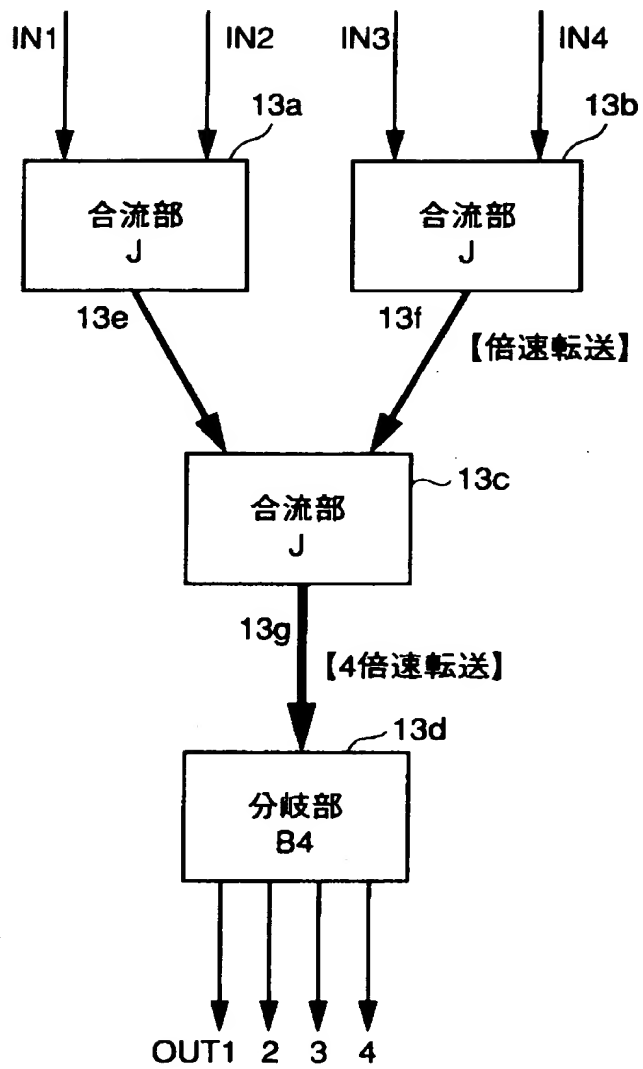 IN1 IN2 IN3 IN4
13a 13b
合流部
J
合流部
J
13e 13f
【倍速転送】
13c
合流部
J
13g
【4倍速転送】
13d
分岐部
B4
OUT1 2 3 4